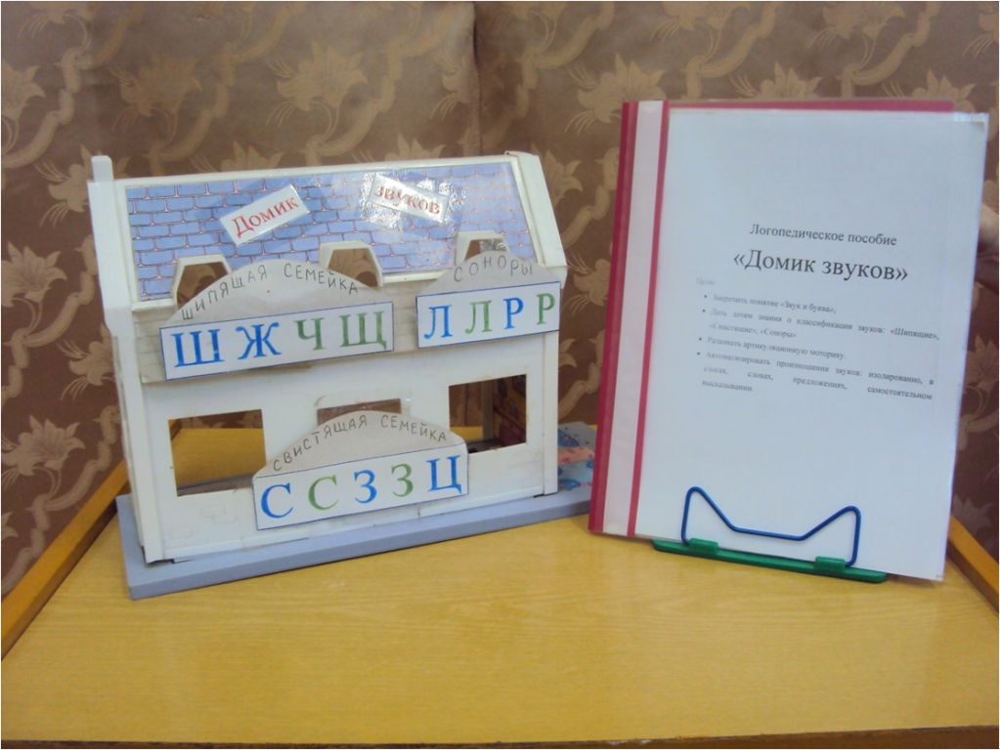 Домик звуков
ШИПЯЩАЯ СЕМЕЙКА
Ш Ж Ч Щ
СОНОРЫ
Л Л Р Р
СВИСТЯЩАЯ СЕМЕЙКА
С С З З Ц
Логопедическое пособие
«Домик звуков»
Цели:
• Закрепить понятие «Звук и буква»,
• Дать детям знания о классификации звуков: «Шипящие»,
«Свистящие», «Соноры»
• Развивать артикуляционную моторику.
• Автоматизировать произношения звуков: изолированно, в
слогах, словах, предложениях, самостоятельном
высказывании.